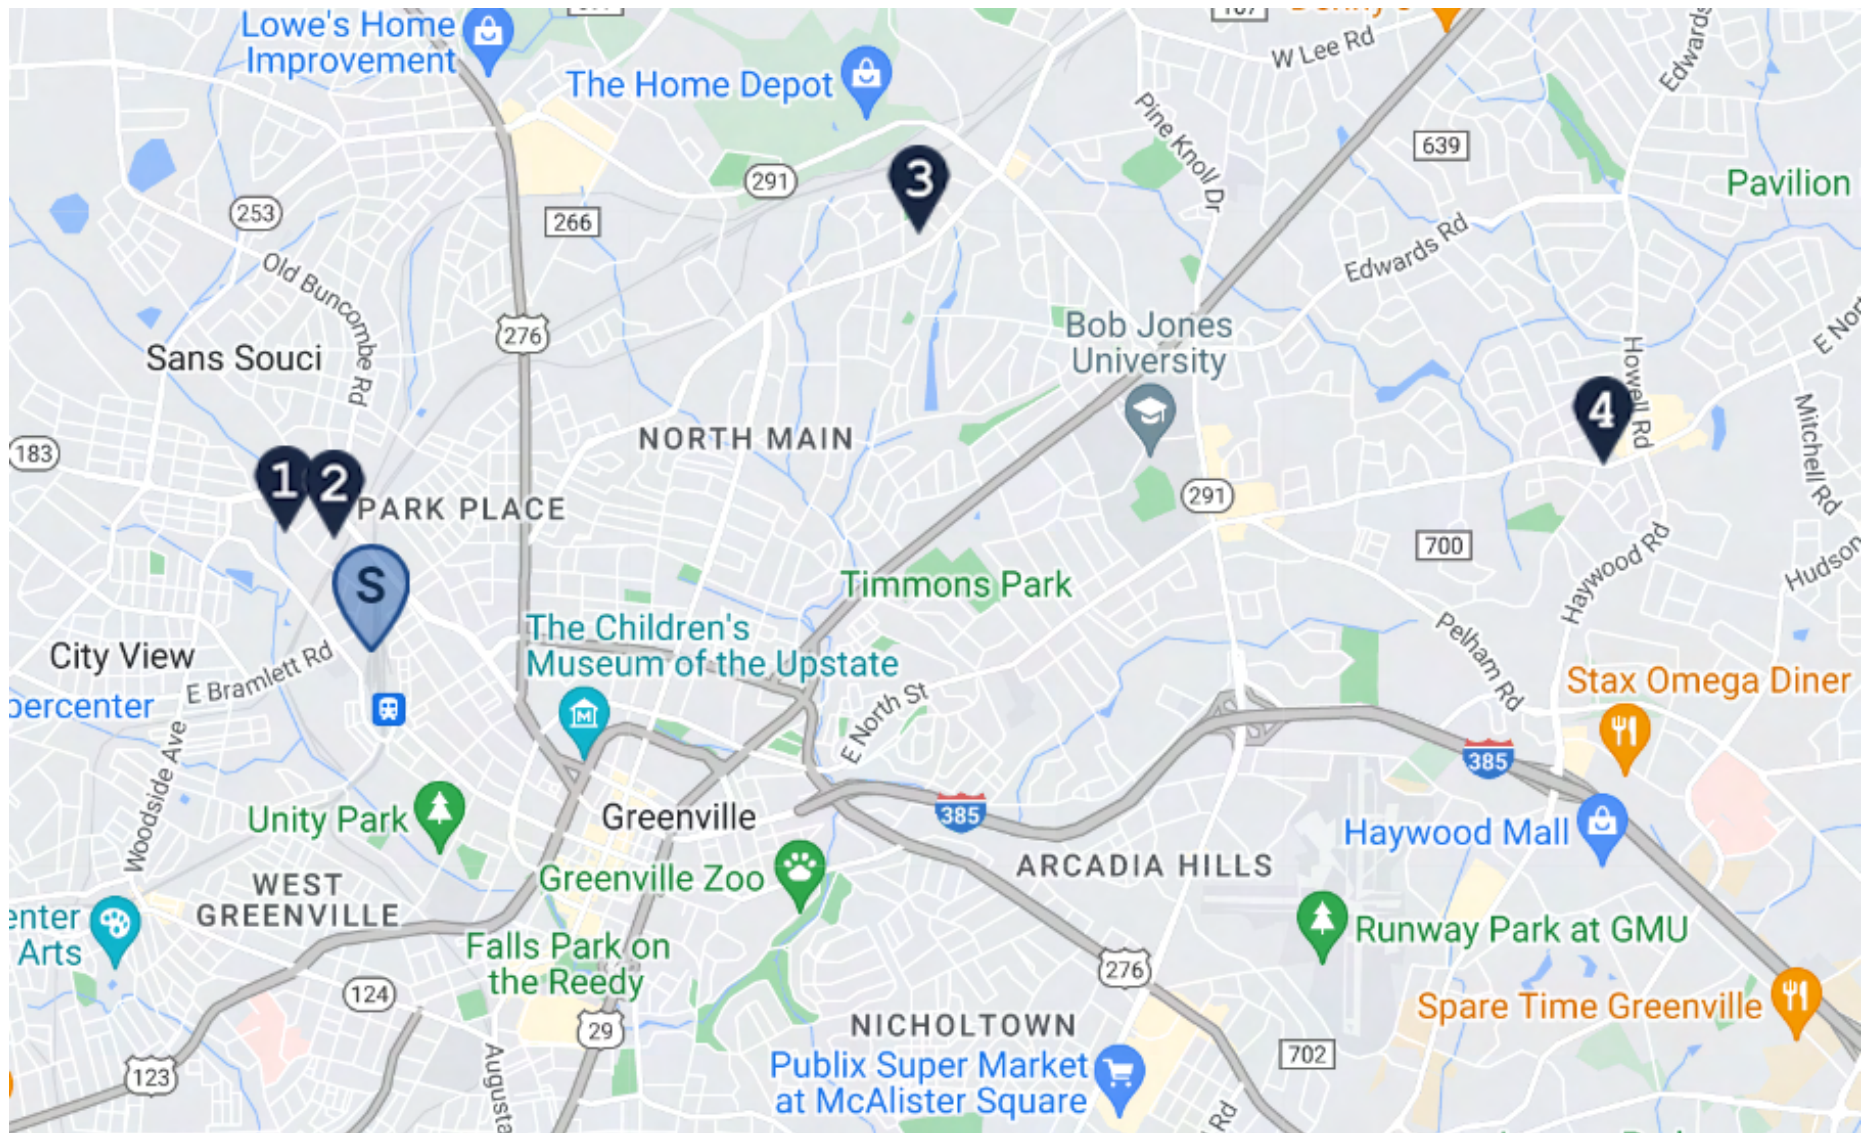 Lowe's Home
Improvement
The Home Depot
W Lee Rd
Edwards
Pine Knoll Dr
639
Pavilion
3
291
253
266
Old Buncombe Rd
Edwards Rd
276
Bob Jones
University
Sans Souci
Howell Rd
E Nor
4
Mitchell Rd
NORTH MAIN
183
1
2
PARK PLACE
291
700
Haywood Rd
Hudson
S
Timmons Park
The Children's
Museum of the Upstate
Pelham Rd
City View
E Bramlett Rd
percenter
Stax Omega Diner
E North St
M
385
Woodside Ave
Unity Park
Greenville
385
Haywood Mall
Greenville Zoo
ARCADIA HILLS
WEST
GREENVILLE
enter
Arts
Runway Park at GMU
Falls Park on
the Reedy
276
124
Spare Time Greenville
29
NICHOLTOWN
702
123
Augusta
Publix Super Market
at McAlister Square
Rd